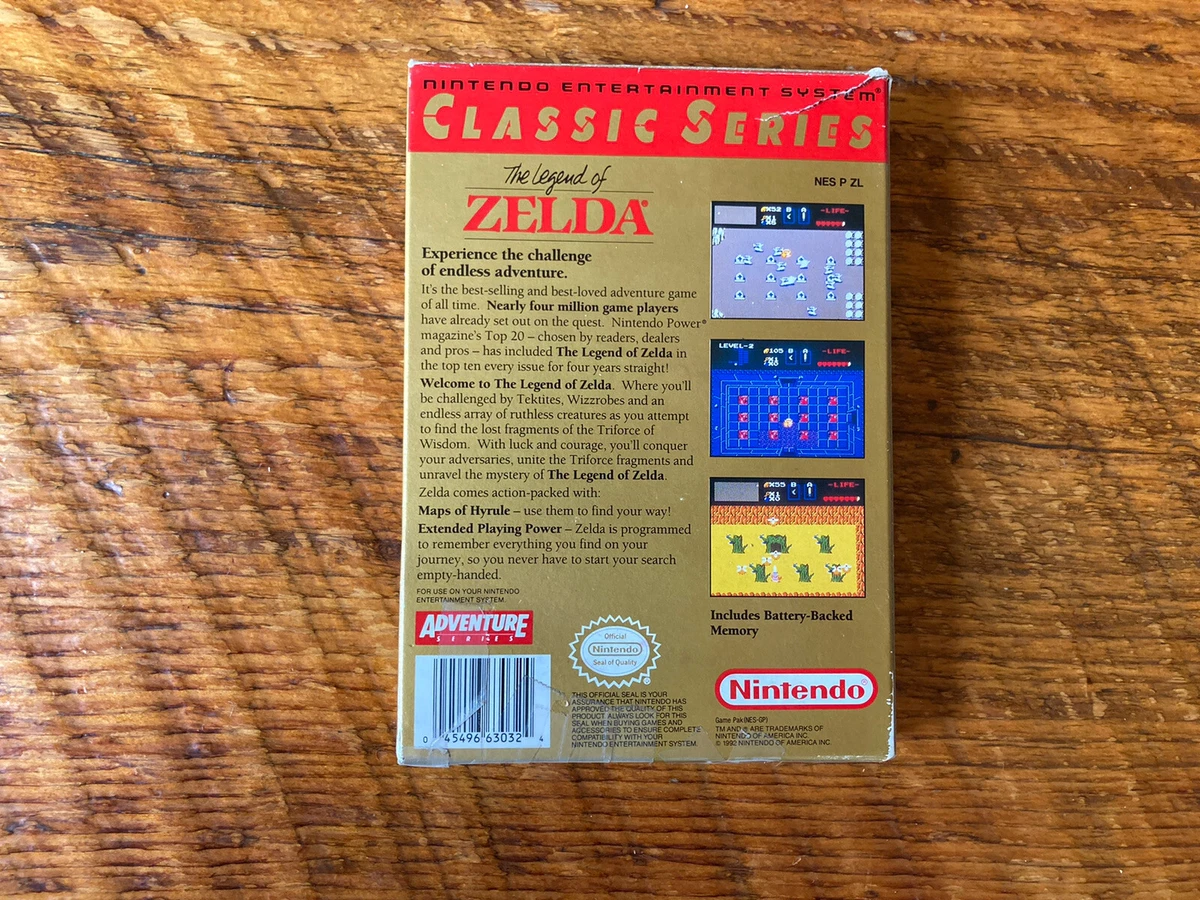 NINTENDO ENTERTAINMENT SYSTEM®
CLASSIC SERIES
The Legend of
ZELDA®
NES P ZL
Experience the challenge
of endless adventure.
It's the best-selling and best-loved adventure game
of all time. Nearly four million game players
have already set out on the quest. Nintendo Power®
magazine's Top 20 – chosen by readers, dealers
and pros – has included The Legend of Zelda in
the top ten every issue for four years straight!
Welcome to The Legend of Zelda. Where you'll
be challenged by Tektites, Wizzrobes and an
endless array of ruthless creatures as you attempt
to find the lost fragments of the Triforce of
Wisdom. With luck and courage, you'll conquer
your adversaries, unite the Triforce fragments and
unravel the mystery of The Legend of Zelda.
Zelda comes action-packed with:
Maps of Hyrule – use them to find your way!
Extended Playing Power – Zelda is programmed
to remember everything you find on your
journey, so you never have to start your search
empty-handed.
FOR USE ON YOUR NINTENDO
ENTERTAINMENT SYSTEM.
ADVENTURE
SERIES
0 45496 63032 4
Official
Nintendo
Seal of Quality
®
THIS OFFICIAL SEAL IS YOUR
ASSURANCE THAT NINTENDO HAS
APPROVED THE QUALITY OF THIS
PRODUCT. ALWAYS LOOK FOR THIS
SEAL WHEN BUYING GAMES AND
ACCESSORIES TO ENSURE COMPLETE
COMPATIBILITY WITH YOUR
NINTENDO ENTERTAINMENT SYSTEM.
X52 B A -LIFE-
X1
X6
LEVEL-2
105 B A -LIFE-
X1
X0
X55 B A -LIFE-
X1
X0
Includes Battery-Backed
Memory
Nintendo®
Game Pak (NES-GP)
TM AND ® ARE TRADEMARKS OF
NINTENDO OF AMERICA INC.
© 1992 NINTENDO OF AMERICA INC.